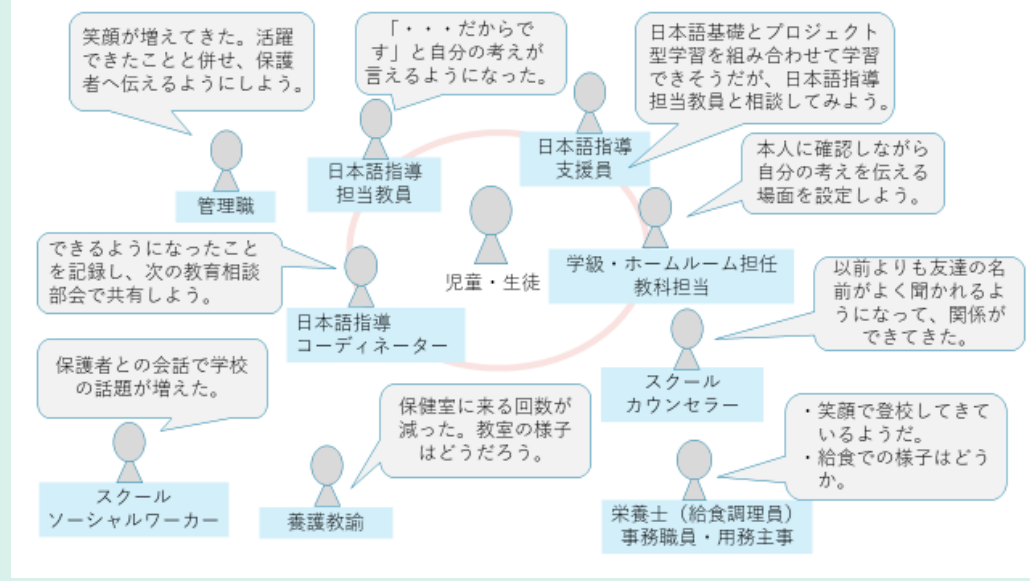 笑顔が増えてきた。活躍
できたことと併せ、保護
者へ伝えるようにしよう。
管理職
「・・・だからで
す」と自分の考えが
言えるようになった。
日本語指導
担当教員
日本語基礎とプロジェクト
型学習を組み合わせて学習
できそうだが、日本語指導
担当教員と相談してみよう。
日本語指導
支援員
本人に確認しながら
自分の考えを伝える
場面を設定しよう。
学級・ホームルーム担任
教科担当
児童・生徒
できるようになったこと
を記録し、次の教育相談
部会で共有しよう。
日本語指導
コーディネーター
以前よりも友達の名
前がよく聞かれるよ
うになって、関係が
できてきた。
スクール
カウンセラー
保護者との会話で学校
の話題が増えた。
スクール
ソーシャルワーカー
保健室に来る回数が
減った。教室の様子
はどうだろう。
養護教諭
・笑顔で登校してきて
いるようだ。
・給食での様子はどう
か。
栄養士（給食調理員）
事務職員・用務主事